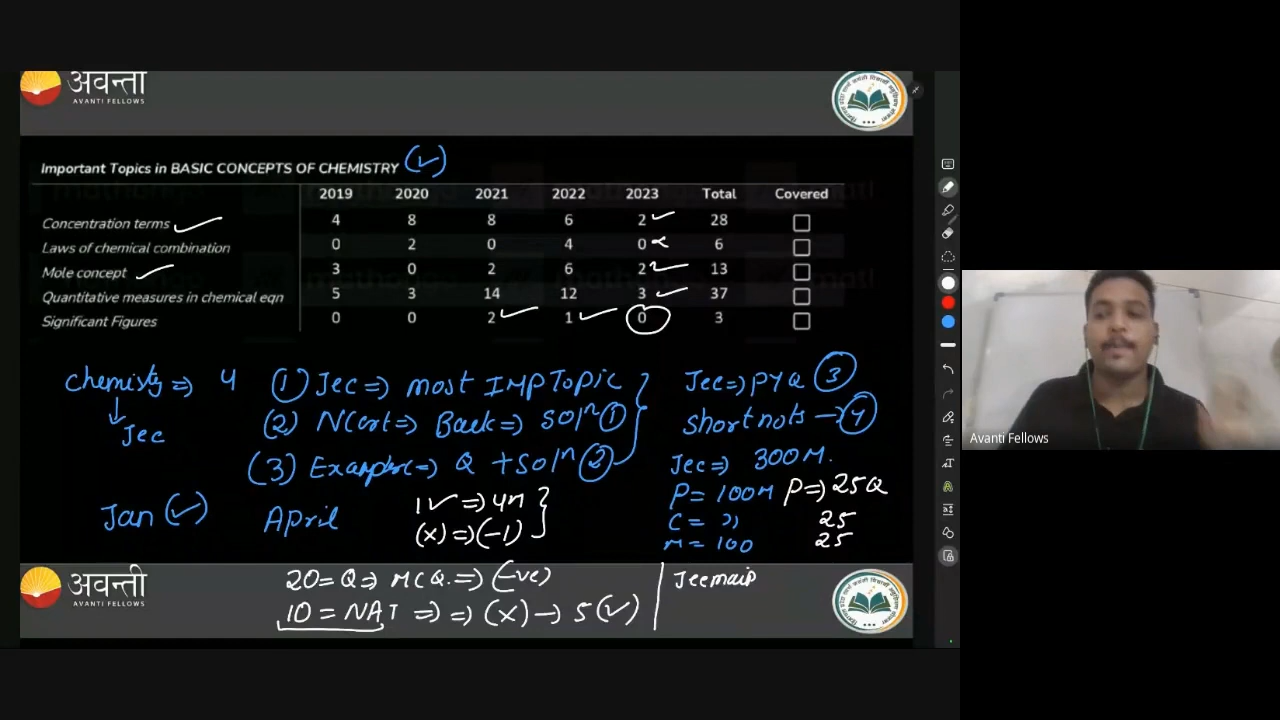 अवन्ती
AVANTI FELLOWS
Important Topics in BASIC CONCEPTS OF CHEMISTRY (✓)
2019 2020 2021 2022 2023 Total Covered
Concentration terms ✓ 4 8 8 6 2 ✓ 28
Laws of chemical combination 0 2 0 4 0 × 6
Mole concept ✓ 3 0 2 6 2 ✓ 13
Quantitative measures in chemical eqn 5 3 14 12 3 ✓ 37
Significant Figures 0 0 2 ✓ 1 ✓ 0 3
Chemistry => 4 (1) Jee => most IMP Topic Jee => PYQ (3)
↓
Jee (2) NCert => Back => Solⁿ (1) short nots → (4)
(3) Example => Q + Solⁿ (2) Jee => 300 M.
Jan (✓) April 1 ✓ => 4M P = 100M P => 25Q
(×) => (-1) C = ,, 25
M = 100 25
अवन्ती
AVANTI FELLOWS
20 = Q => MCQ. => (-ve) Jee main
10 = NAT => => (×) → 5 (✓)
Avanti Fellows